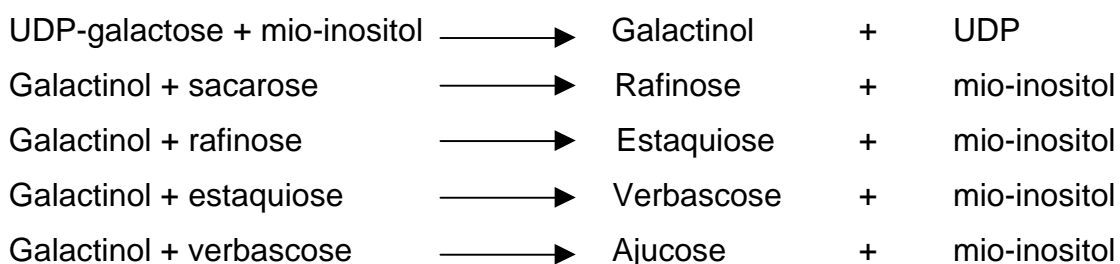 UDP-galactose + mio-inositol ⟶ Galactinol + UDP
Galactinol + sacarose ⟶ Rafinose + mio-inositol
Galactinol + rafinose ⟶ Estaquiose + mio-inositol
Galactinol + estaquiose ⟶ Verbascose + mio-inositol
Galactinol + verbascose ⟶ Ajucose + mio-inositol